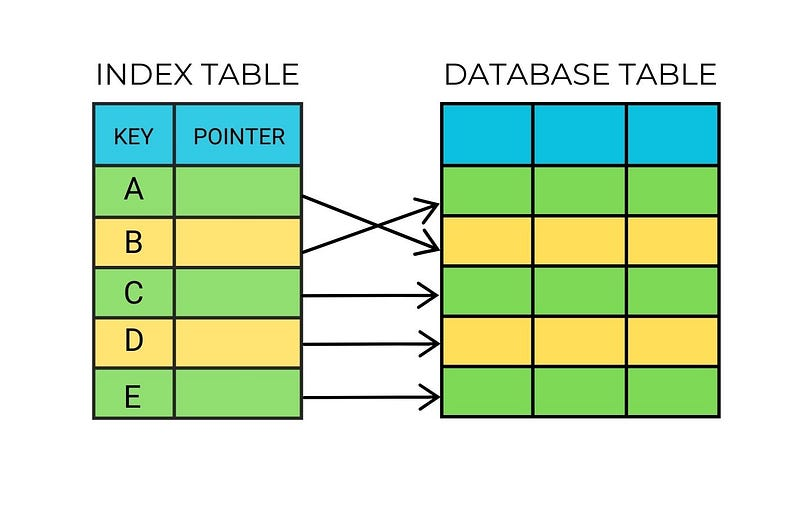 INDEX TABLE
DATABASE TABLE
KEY POINTER
A
B
C
D
E